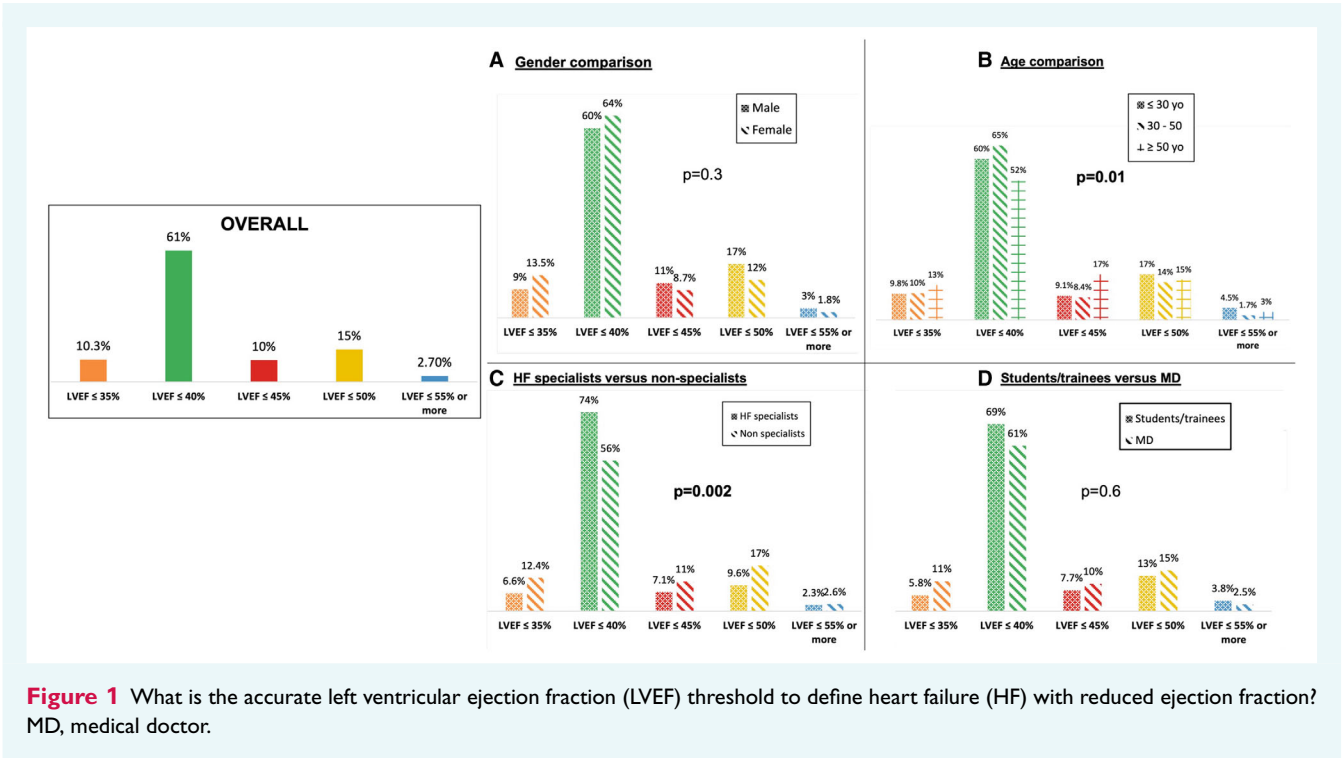 OVERALL
61%
10.3%
10%
15%
2.70%
LVEF ≤ 35% LVEF ≤ 40% LVEF ≤ 45% LVEF ≤ 50% LVEF ≤ 55% or
more
A Gender comparison
Male
Female
p=0.3
9% 13.5%
60% 64%
11% 8.7%
17% 12%
3% 1.8%
LVEF ≤ 35% LVEF ≤ 40% LVEF ≤ 45% LVEF ≤ 50% LVEF ≤ 55% or
more
B Age comparison
≤ 30 yo
30 - 50
≥ 50 yo
p=0.01
9.8% 10% 13%
60% 65% 52%
9.1% 8.4% 17%
17% 14% 15%
4.5% 1.7% 3%
LVEF ≤ 35% LVEF ≤ 40% LVEF ≤ 45% LVEF ≤ 50% LVEF ≤ 55% or
more
C HF specialists versus non-specialists
HF specialists
Non specialists
p=0.002
6.6% 12.4%
74% 56%
7.1% 11%
9.6% 17%
2.3% 2.6%
LVEF ≤ 35% LVEF ≤ 40% LVEF ≤ 45% LVEF ≤ 50% LVEF ≤ 55% or
more
D Students/trainees versus MD
Students/trainees
MD
p=0.6
5.8% 11%
69% 61%
7.7% 10%
13% 15%
3.8% 2.5%
LVEF ≤ 35% LVEF ≤ 40% LVEF ≤ 45% LVEF ≤ 50% LVEF ≤ 55% or
more
Figure 1 What is the accurate left ventricular ejection fraction (LVEF) threshold to define heart failure (HF) with reduced ejection fraction?
MD, medical doctor.